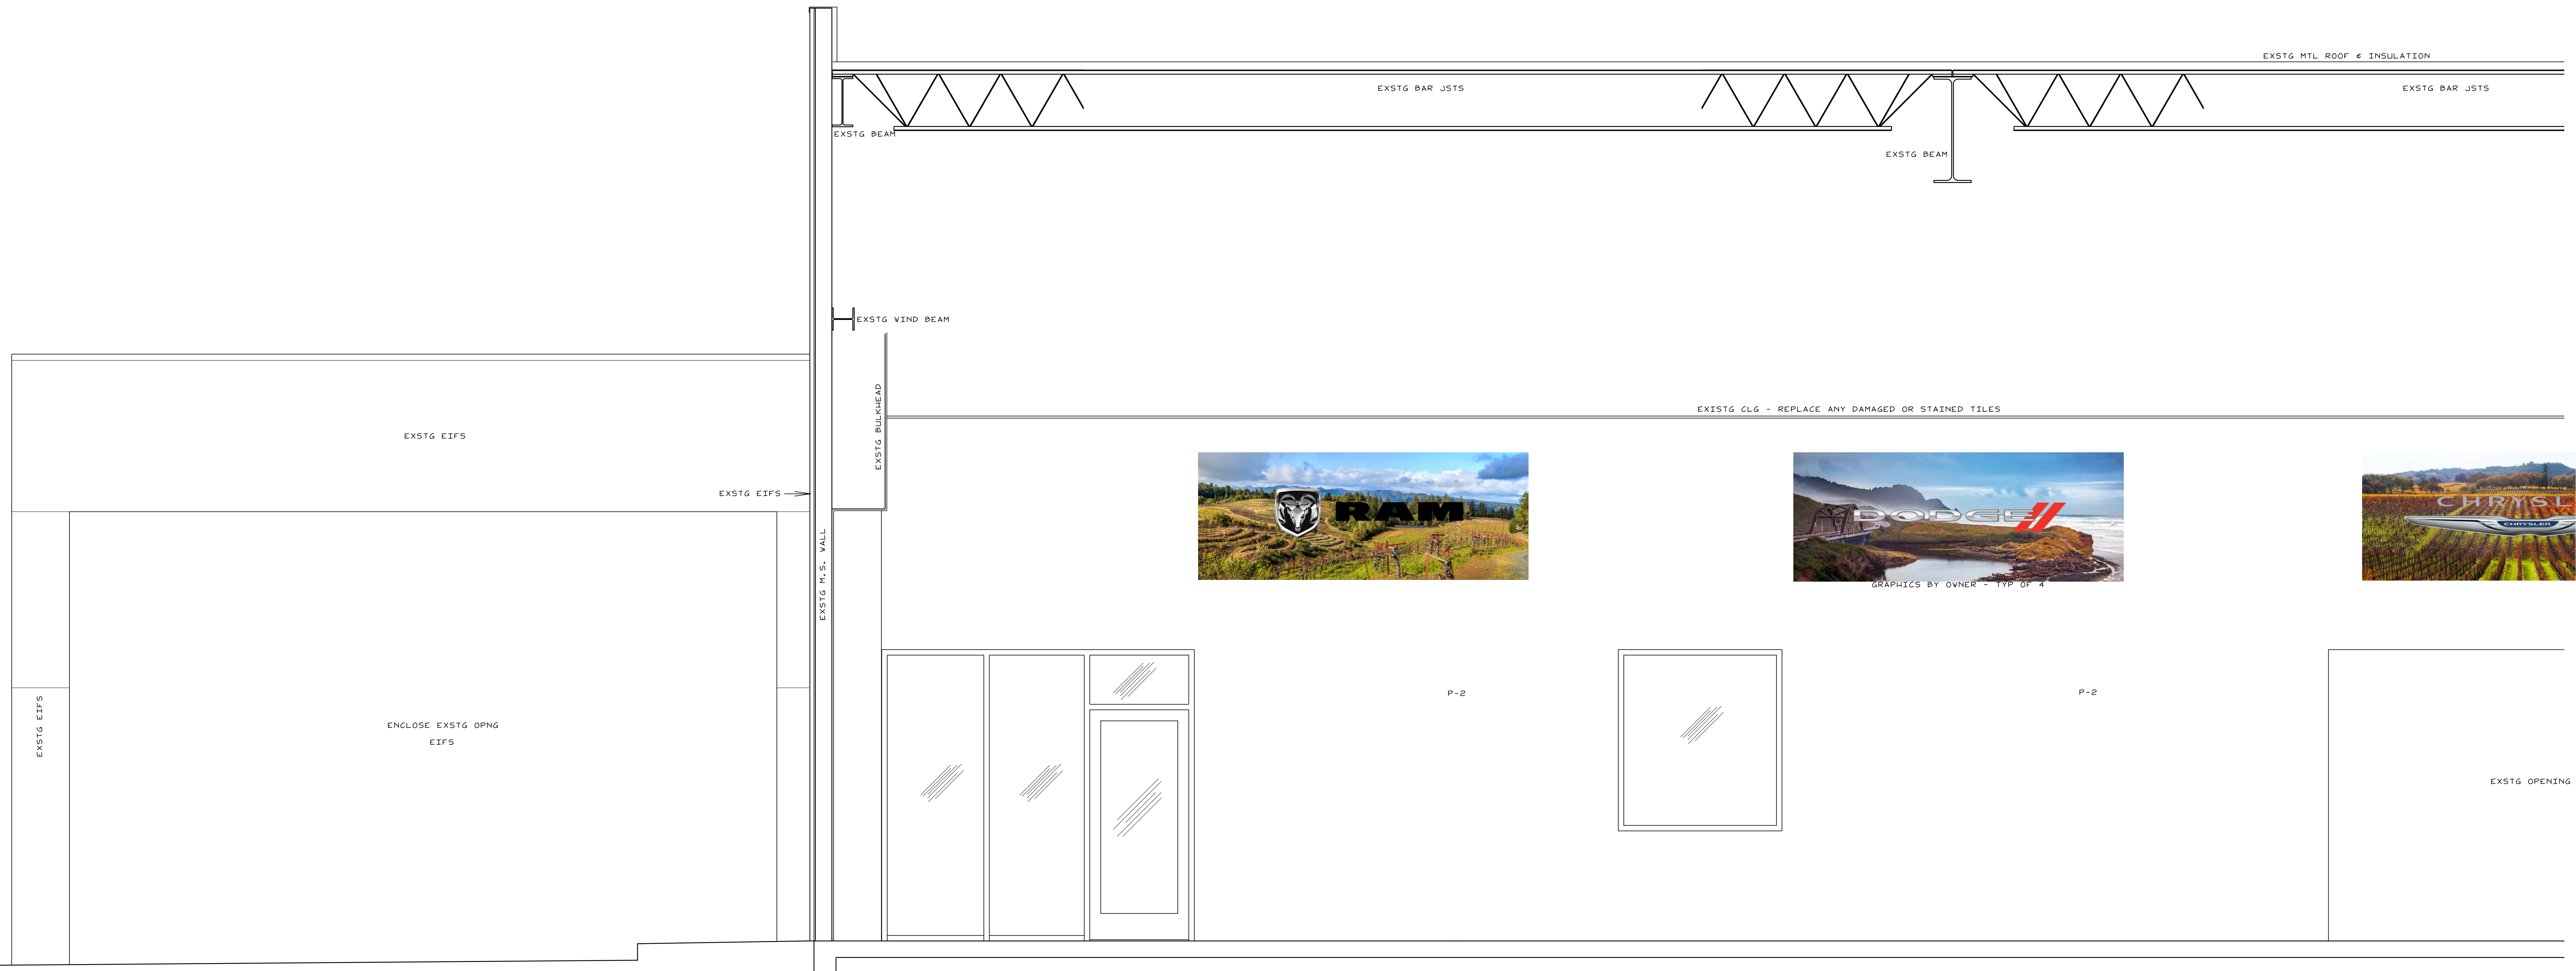 EXSTG MTL ROOF & INSULATION
EXSTG BAR JSTS
EXSTG BAR JSTS
EXSTG BEAM
EXSTG BEAM
EXSTG WIND BEAM
EXSTG BULKHEAD
EXISTG CLG - REPLACE ANY DAMAGED OR STAINED TILES
EXSTG EIFS
EXSTG EIFS
RAM
DODGE
CHRYSL
CHRYSLER
GRAPHICS BY OWNER - TYP OF 4
EXSTG M.S. WALL
P-2
P-2
EXSTG EIFS
ENCLOSE EXSTG OPNG
EIFS
EXSTG OPENING